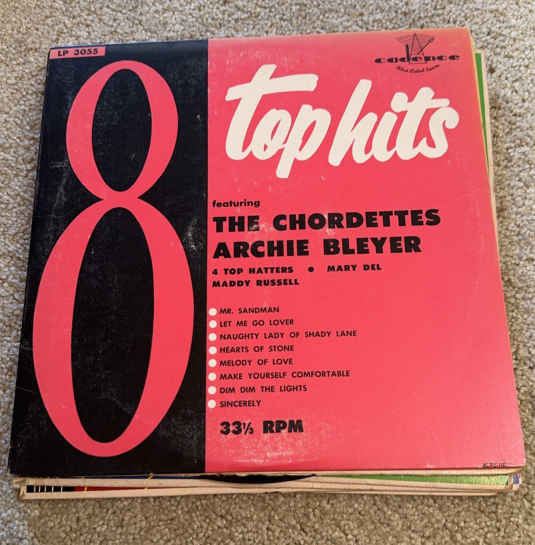 LP 3055
cadence
8
top hits
featuring
THE CHORDETTES
ARCHIE BLEYER
4 TOP HATTERS • MARY DEL
MADDY RUSSELL
MR. SANDMAN
LET ME GO LOVER
NAUGHTY LADY OF SHADY LANE
HEARTS OF STONE
MELODY OF LOVE
MAKE YOURSELF COMFORTABLE
DIM DIM THE LIGHTS
SINCERELY
33⅓ RPM